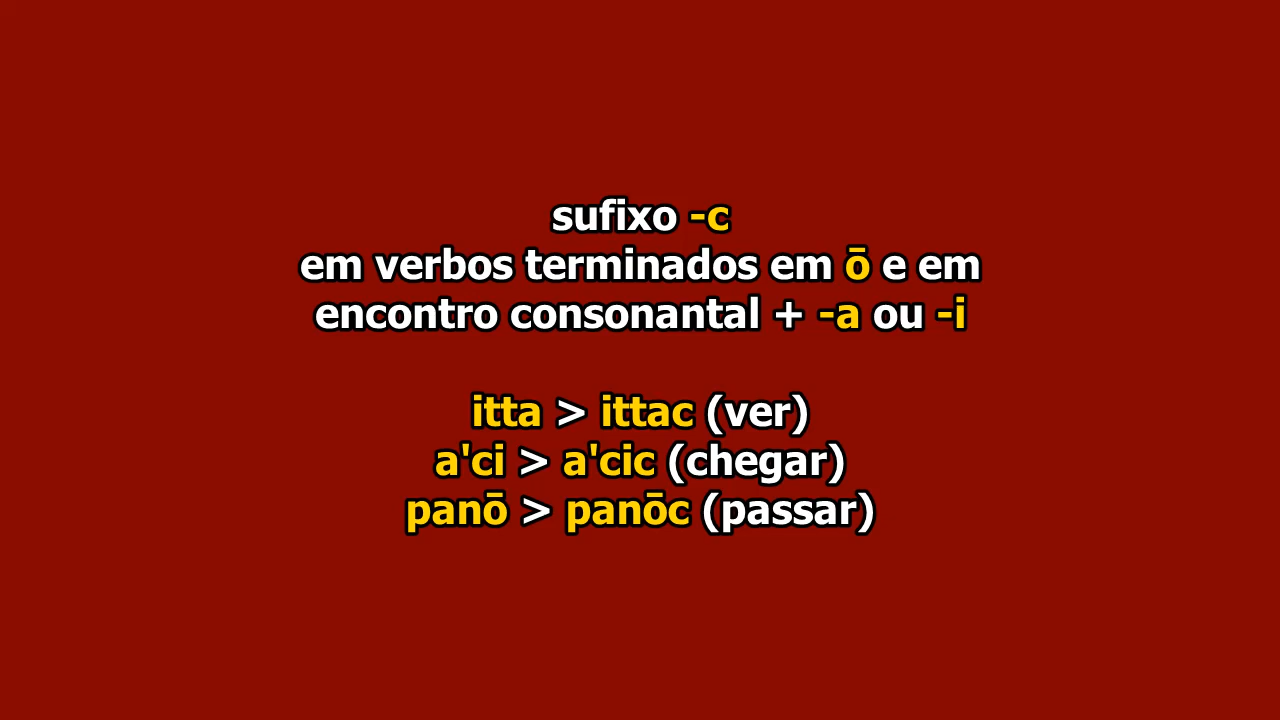 sufixo -c
em verbos terminados em ō e em
encontro consonantal + -a ou -i
itta > ittac (ver)
a'ci > a'cic (chegar)
panō > panōc (passar)